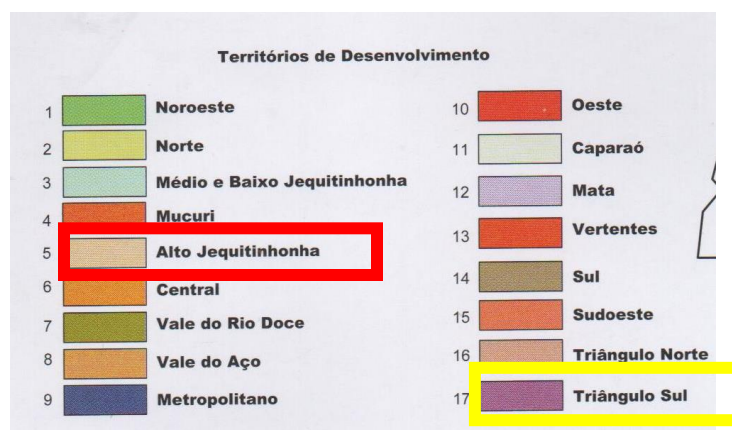 Territórios de Desenvolvimento
1 Noroeste
2 Norte
3 Médio e Baixo Jequitinhonha
4 Mucuri
5 Alto Jequitinhonha
6 Central
7 Vale do Rio Doce
8 Vale do Aço
9 Metropolitano
10 Oeste
11 Caparaó
12 Mata
13 Vertentes
14 Sul
15 Sudoeste
16 Triângulo Norte
17 Triângulo Sul